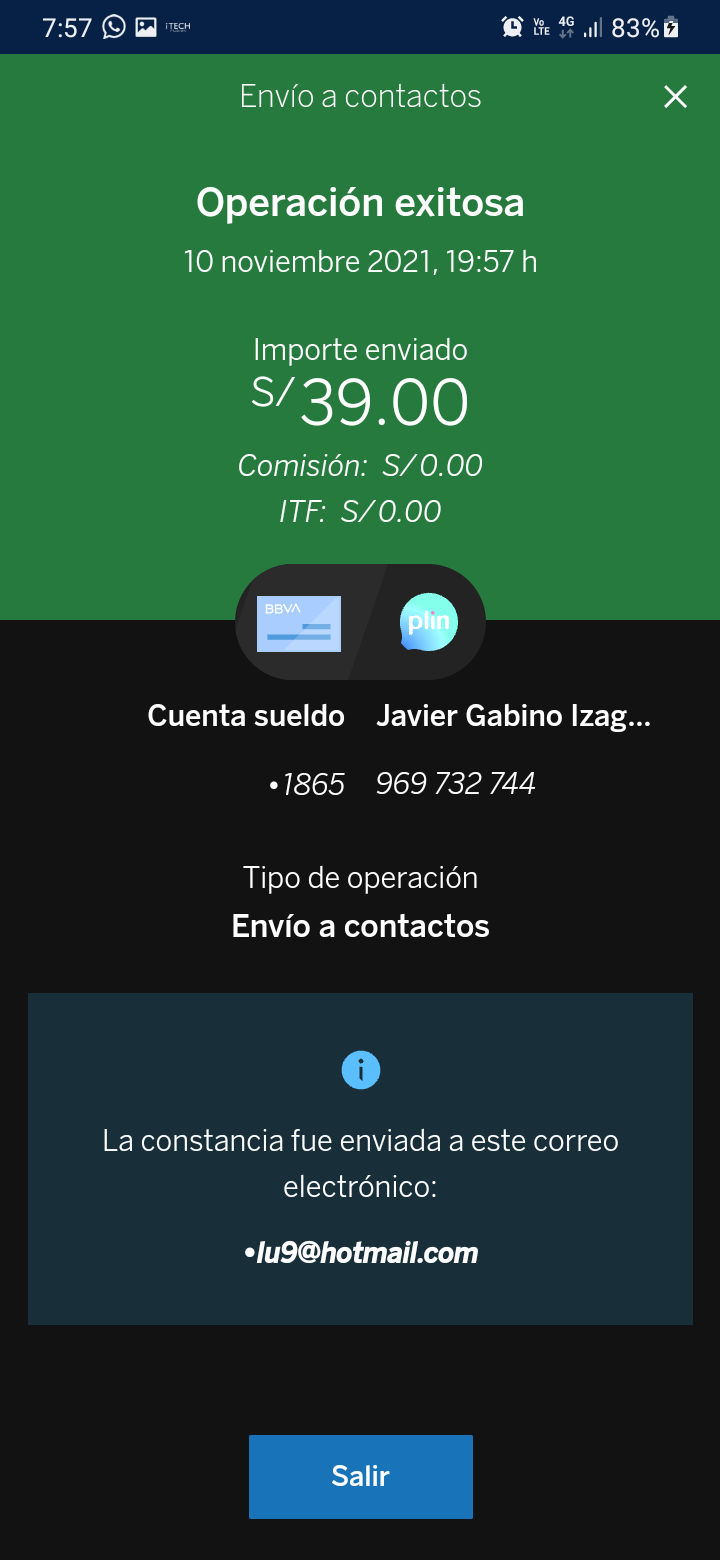 7:57 iTECH Vo LTE 4G 83%
Envío a contactos
Operación exitosa
10 noviembre 2021, 19:57 h
Importe enviado
S/39.00
Comisión: S/0.00
ITF: S/0.00
BBVA plin
Cuenta sueldo Javier Gabino Izag...
•1865 969 732 744
Tipo de operación
Envío a contactos
La constancia fue enviada a este correo
electrónico:
•lu9@hotmail.com
Salir